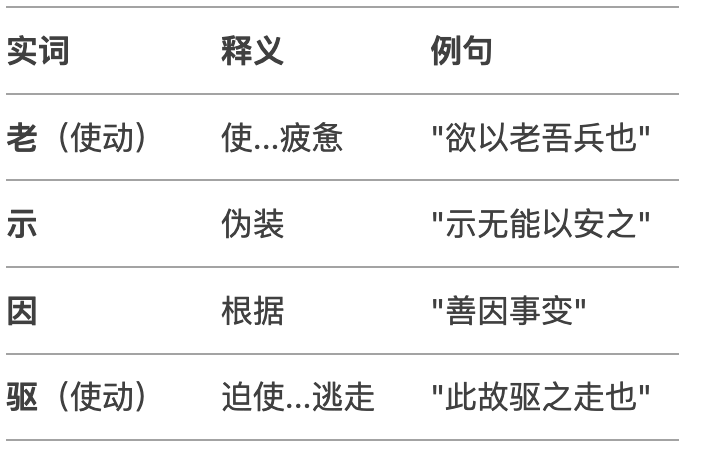 实词 释义 例句
老（使动） 使...疲惫 "欲以老吾兵也"
示 伪装 "示无能以安之"
因 根据 "善因事变"
驱（使动） 迫使...逃走 "此故驱之走也"